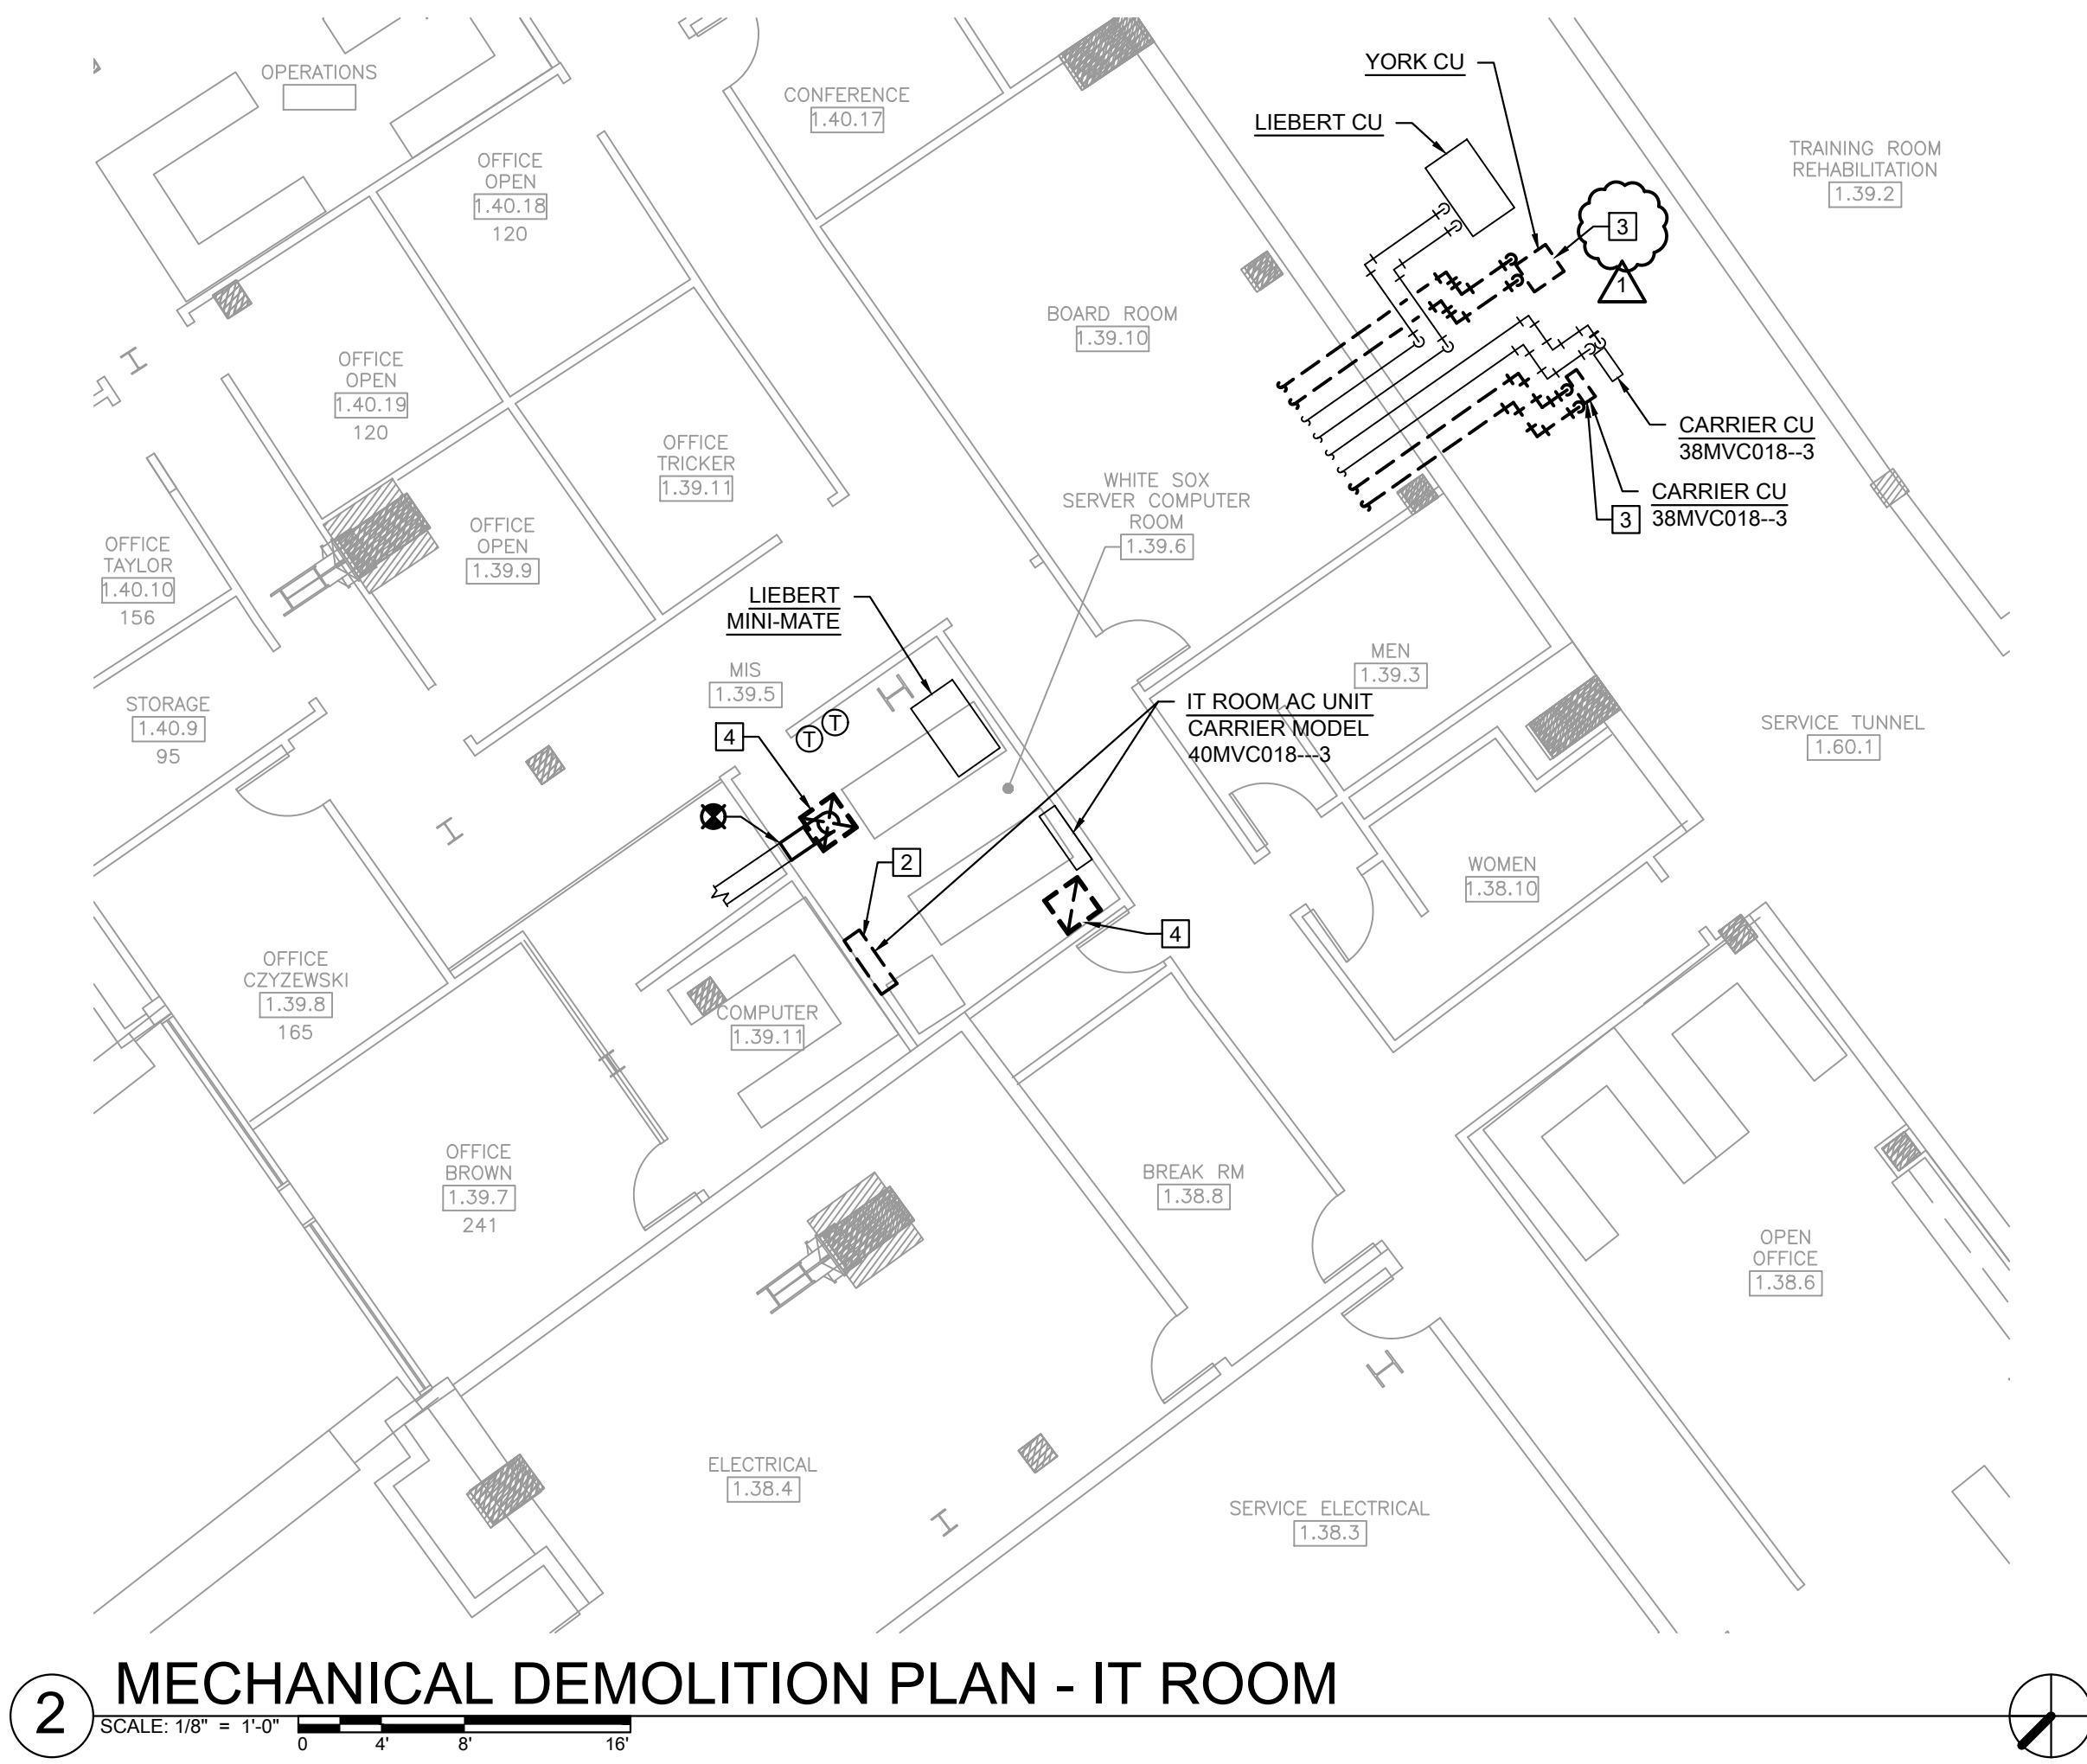 OPERATIONS
CONFERENCE
1.40.17
YORK CU
LIEBERT CU
3
1
TRAINING ROOM
REHABILITATION
1.39.2
OFFICE
OPEN
1.40.18
120
OFFICE
OPEN
1.40.19
120
BOARD ROOM
1.39.10
OFFICE
TRICKER
1.39.11
CARRIER CU
38MVC018--3
CARRIER CU
38MVC018--3
3
WHITE SOX
SERVER COMPUTER
ROOM
1.39.6
OFFICE
OPEN
1.39.9
OFFICE
TAYLOR
1.40.10
156
LIEBERT
MINI-MATE
MIS
1.39.5
MEN
1.39.3
STORAGE
1.40.9
95
IT ROOM AC UNIT
CARRIER MODEL
40MVC018---3
SERVICE TUNNEL
1.60.1
4
T
T
2
WOMEN
1.38.10
4
OFFICE
CZYZEWSKI
1.39.8
165
COMPUTER
1.39.11
OFFICE
BROWN
1.39.7
241
BREAK RM
1.38.8
OPEN
OFFICE
1.38.6
ELECTRICAL
1.38.4
SERVICE ELECTRICAL
1.38.3
2
MECHANICAL DEMOLITION PLAN - IT ROOM
SCALE: 1/8" = 1'-0"
0 4' 8' 16'